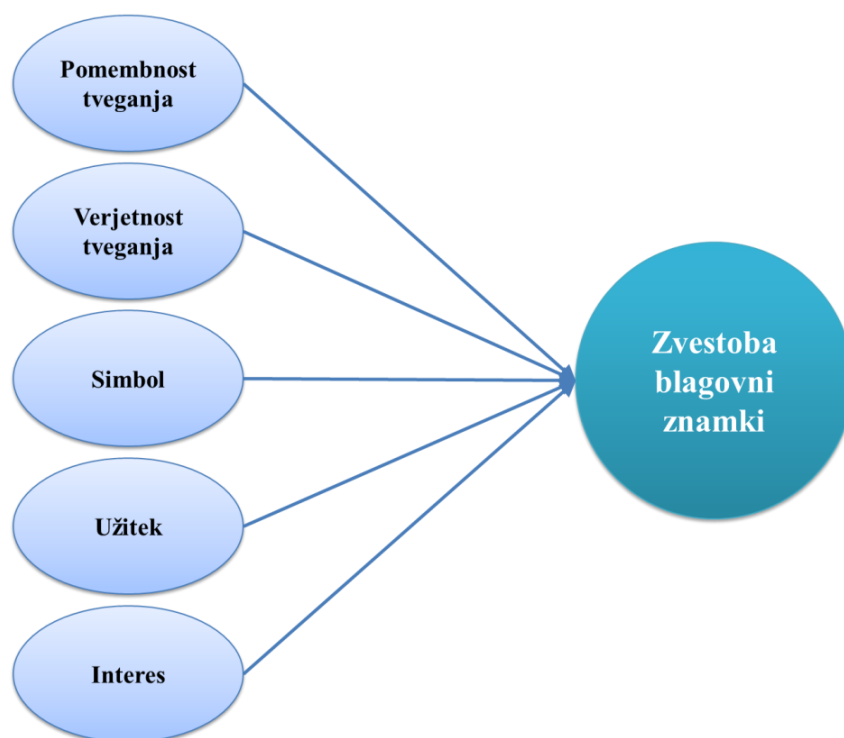 Pomembnost
tveganja
Verjetnost
tveganja
Simbol
Užitek
Interes
Zvestoba
blagovni
znamki